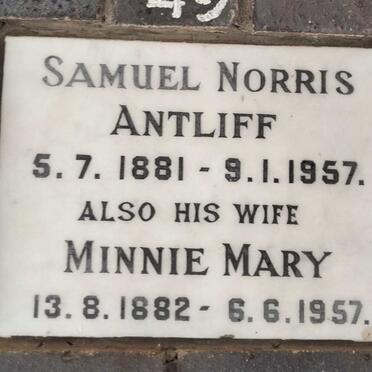 SAMUEL NORRIS
ANTLIFF
5.7.1881 - 9.1.1957.
ALSO HIS WIFE
MINNIE MARY
13.8.1882 - 6.6.1957.